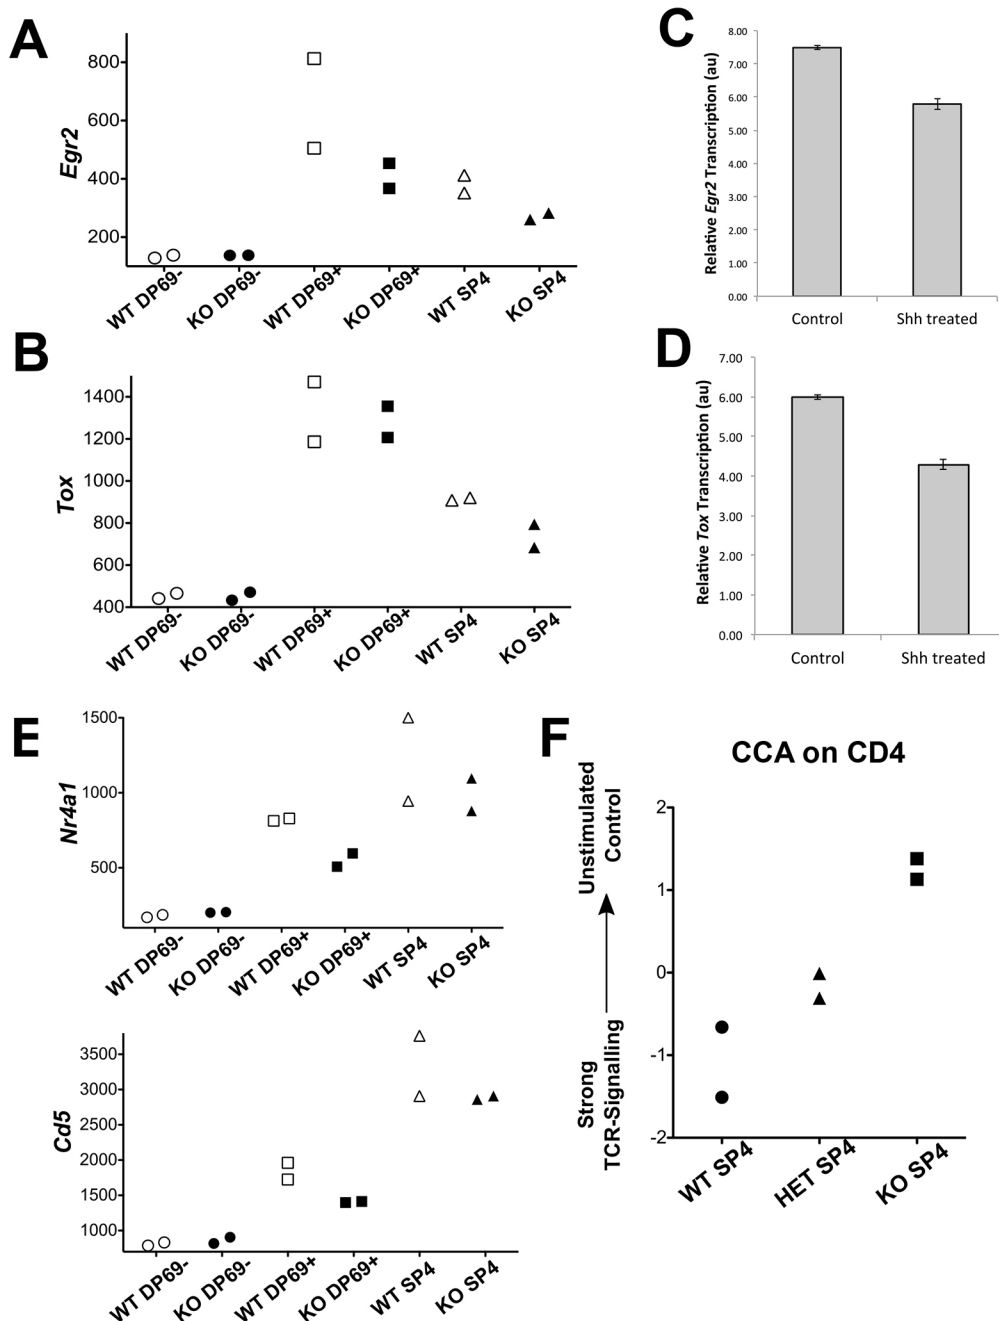 A
Egr2
800
600
400
200
WT DP69-
KO DP69-
WT DP69+
KO DP69+
WT SP4
KO SP4
B
Tox
1400
1200
1000
800
600
400
WT DP69-
KO DP69-
WT DP69+
KO DP69+
WT SP4
KO SP4
C
Relative Egr2 Transcription (au)
8.00
7.00
6.00
5.00
4.00
3.00
2.00
1.00
0.00
Control
Shh treated
D
Relative Tox Transcription (au)
7.00
6.00
5.00
4.00
3.00
2.00
1.00
0.00
Control
Shh treated
E
Nr4a1
1500
1000
500
WT DP69-
KO DP69-
WT DP69+
KO DP69+
WT SP4
KO SP4
Cd5
3500
3000
2500
2000
1500
1000
WT DP69-
KO DP69-
WT DP69+
KO DP69+
WT SP4
KO SP4
F
CCA on CD4
Unstimulated
Control
Strong
TCR-Signalling
2
1
0
-1
-2
WT SP4
HET SP4
KO SP4